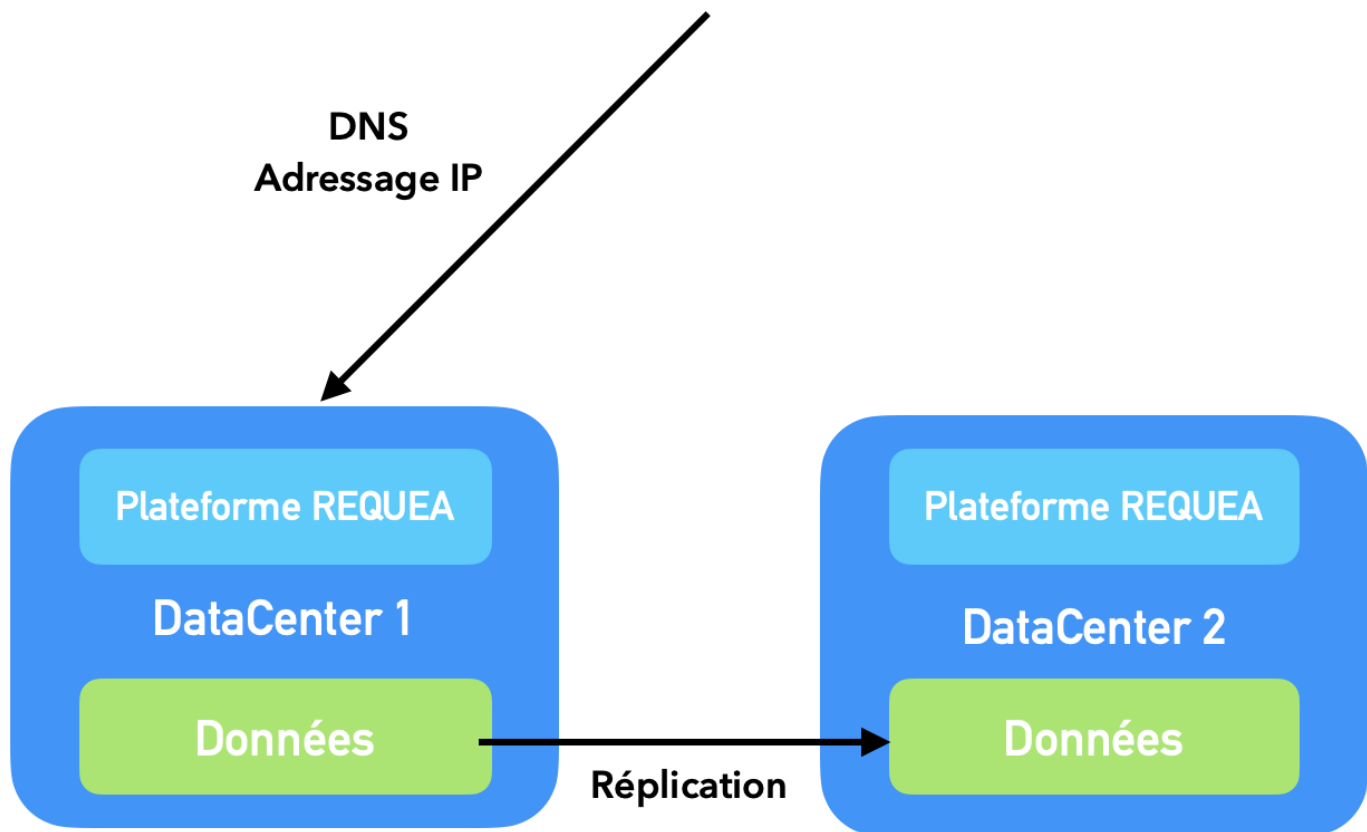 DNS
Adressage IP
Plateforme REQUEA
DataCenter 1
Données
Réplication
Plateforme REQUEA
DataCenter 2
Données